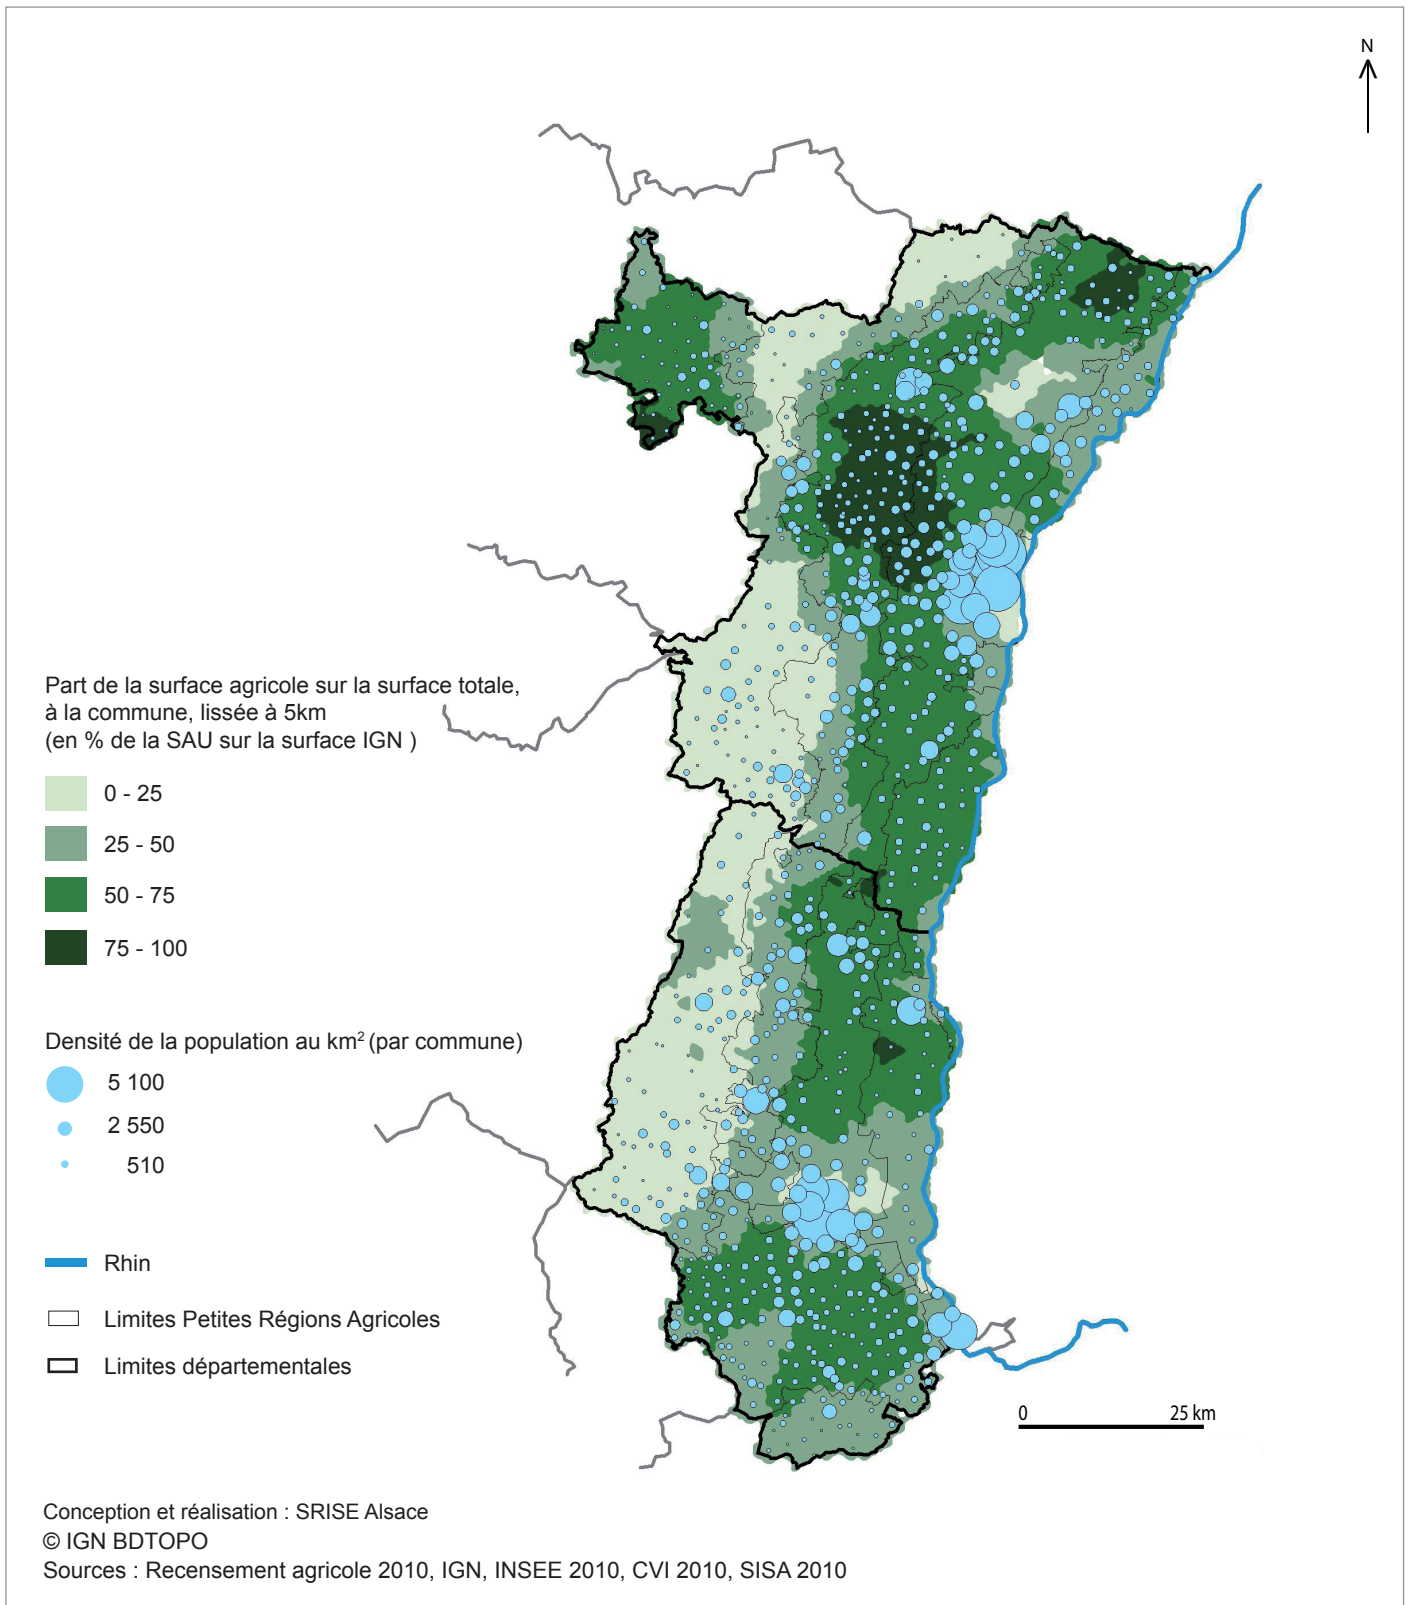 N
Part de la surface agricole sur la surface totale,
à la commune, lissée à 5km
(en % de la SAU sur la surface IGN )
0 - 25
25 - 50
50 - 75
75 - 100
Densité de la population au km² (par commune)
5 100
2 550
510
Rhin
Limites Petites Régions Agricoles
Limites départementales
0 25 km
Conception et réalisation : SRISE Alsace
© IGN BDTOPO
Sources : Recensement agricole 2010, IGN, INSEE 2010, CVI 2010, SISA 2010